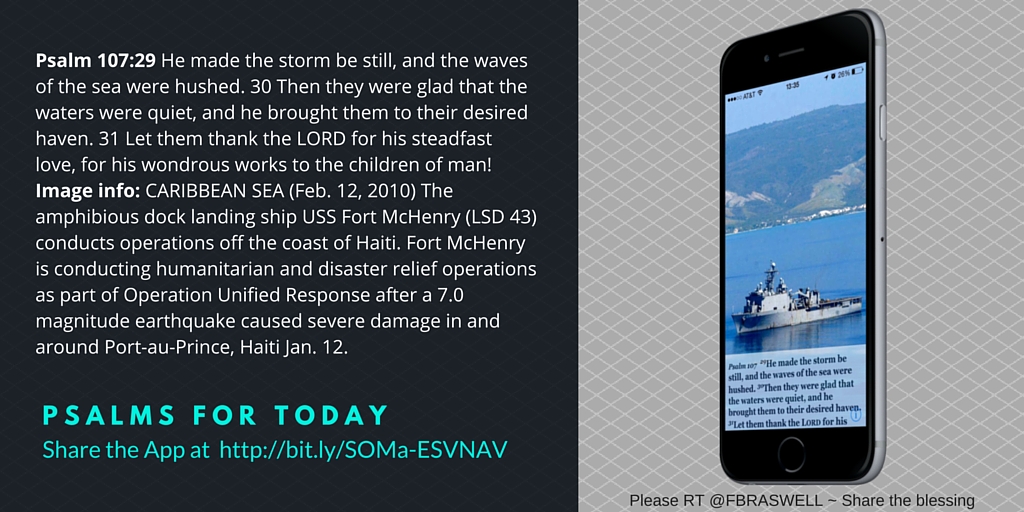 Psalm 107:29 He made the storm be still, and the waves
of the sea were hushed. 30 Then they were glad that the
waters were quiet, and he brought them to their desired
haven. 31 Let them thank the LORD for his steadfast
love, for his wondrous works to the children of man!
Image info: CARIBBEAN SEA (Feb. 12, 2010) The
amphibious dock landing ship USS Fort McHenry (LSD 43)
conducts operations off the coast of Haiti. Fort McHenry
is conducting humanitarian and disaster relief operations
as part of Operation Unified Response after a 7.0
magnitude earthquake caused severe damage in and
around Port-au-Prince, Haiti Jan. 12.
PSALMS FOR TODAY
Share the App at http://bit.ly/SOMa-ESVNAV
AT&T 13:35 26%
Psalm 107 29He made the storm be
still, and the waves of the sea were
hushed. 30Then they were glad that
the waters were quiet, and he
brought them to their desired haven.
31Let them thank the LORD for his
Please RT @FBRASWELL ~ Share the blessing